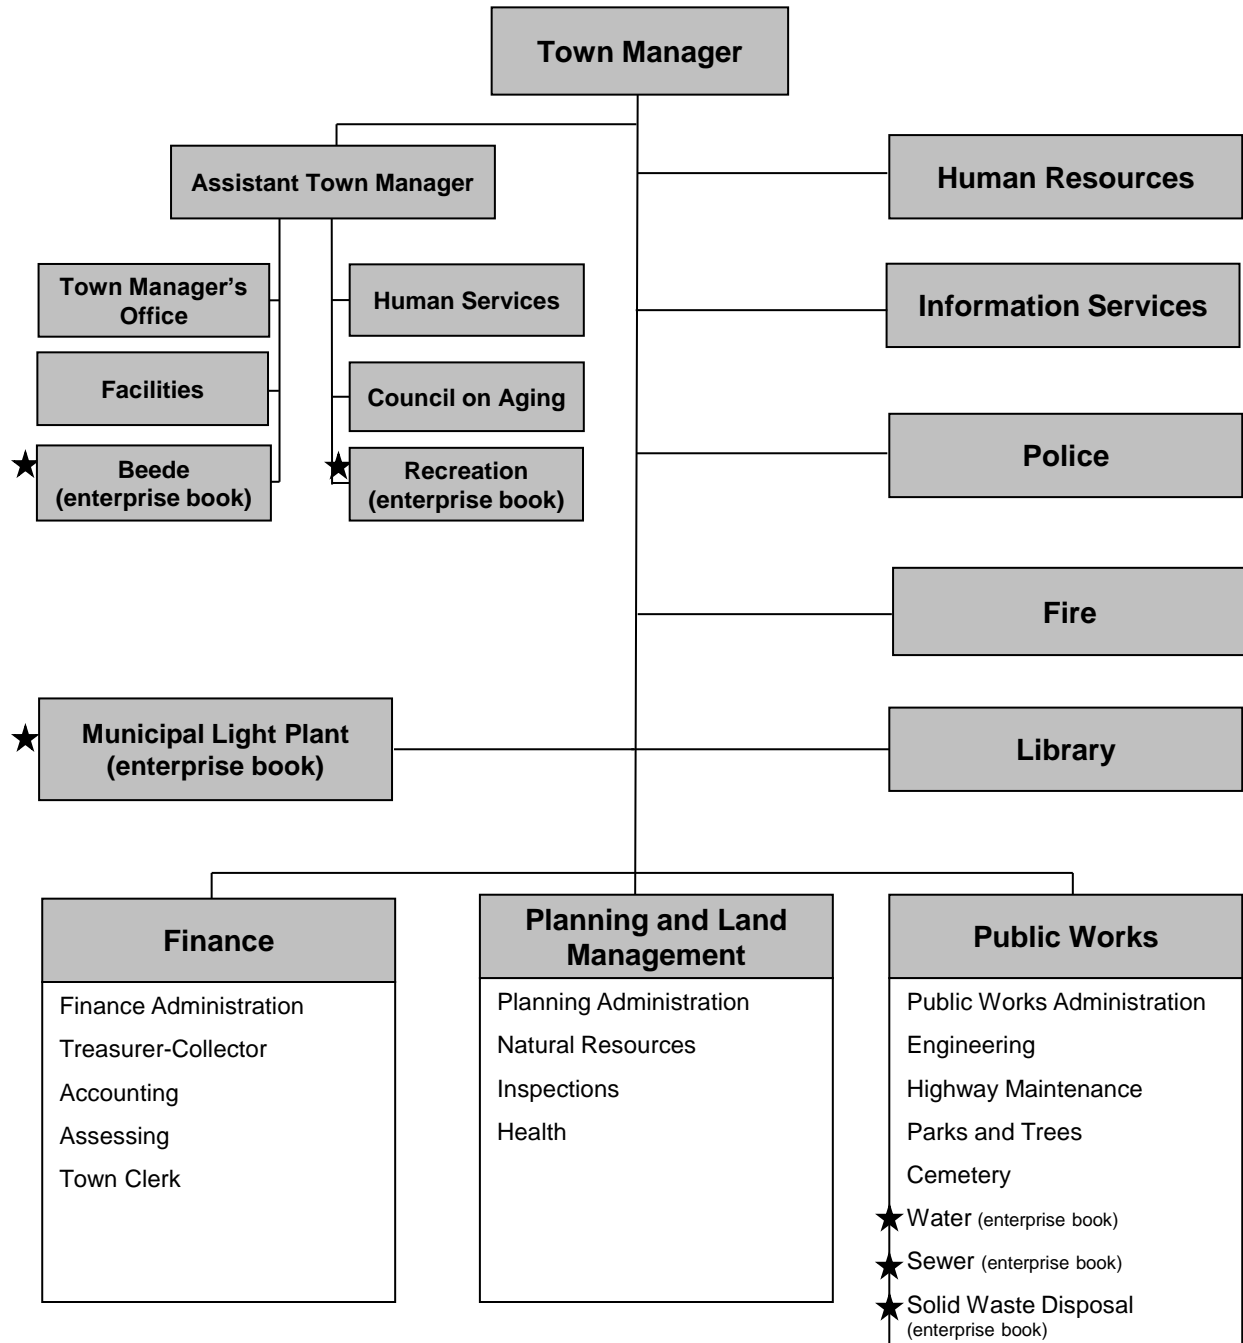 Town Manager
Assistant Town Manager
Human Resources
Town Manager’s
Office
Human Services
Information Services
Facilities
Council on Aging
Beede
(enterprise book)
Recreation
(enterprise book)
Police
Fire
Municipal Light Plant
(enterprise book)
Library
Finance
Finance Administration
Treasurer-Collector
Accounting
Assessing
Town Clerk
Planning and Land
Management
Planning Administration
Natural Resources
Inspections
Health
Public Works
Public Works Administration
Engineering
Highway Maintenance
Parks and Trees
Cemetery
Water (enterprise book)
Sewer (enterprise book)
Solid Waste Disposal
(enterprise book)